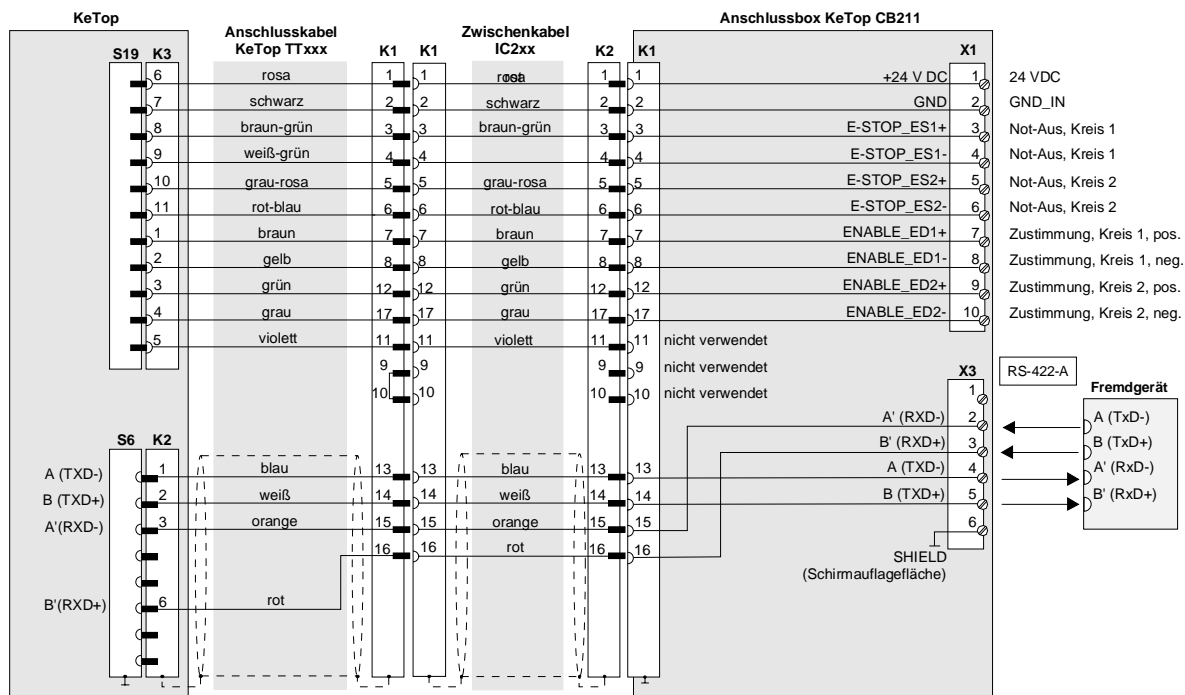 KeTop
Anschlusskabel
KeTop TTxxx
Zwischenkabel
IC2xx
Anschlussbox KeTop CB211
S19 K3 K1 K1 K2 K1 X1
6 rosa 1 1 rosa 1 1 +24 V DC 1 24 VDC
7 schwarz 2 2 schwarz 2 2 GND 2 GND_IN
8 braun-grün 3 3 braun-grün 3 3 E-STOP_ES1+ 3 Not-Aus, Kreis 1
9 weiß-grün 4 4 4 4 E-STOP_ES1- 4 Not-Aus, Kreis 1
10 grau-rosa 5 5 grau-rosa 5 5 E-STOP_ES2+ 5 Not-Aus, Kreis 2
11 rot-blau 6 6 rot-blau 6 6 E-STOP_ES2- 6 Not-Aus, Kreis 2
1 braun 7 7 braun 7 7 ENABLE_ED1+ 7 Zustimmung, Kreis 1, pos.
2 gelb 8 8 gelb 8 8 ENABLE_ED1- 8 Zustimmung, Kreis 1, neg.
3 grün 12 12 grün 12 12 ENABLE_ED2+ 9 Zustimmung, Kreis 2, pos.
4 grau 17 17 grau 17 17 ENABLE_ED2- 10 Zustimmung, Kreis 2, neg.
5 violett 11 11 violett 11 11 nicht verwendet
9 9 9 9 nicht verwendet
10 10 10 10 nicht verwendet
X3 RS-422-A Fremdgerät
1
A' (RXD-) 2 A (TxD-)
B' (RXD+) 3 B (TxD+)
A (TXD-) 4 A' (RxD-)
B (TXD+) 5 B' (RxD+)
6
SHIELD
(Schirmauflagefläche)
S6 K2
A (TXD-) 1 blau 13 13 blau 13 13
B (TXD+) 2 weiß 14 14 weiß 14 14
A'(RXD-) 3 orange 15 15 orange 15 15
16 16 rot 16 16
B'(RXD+) 6 rot